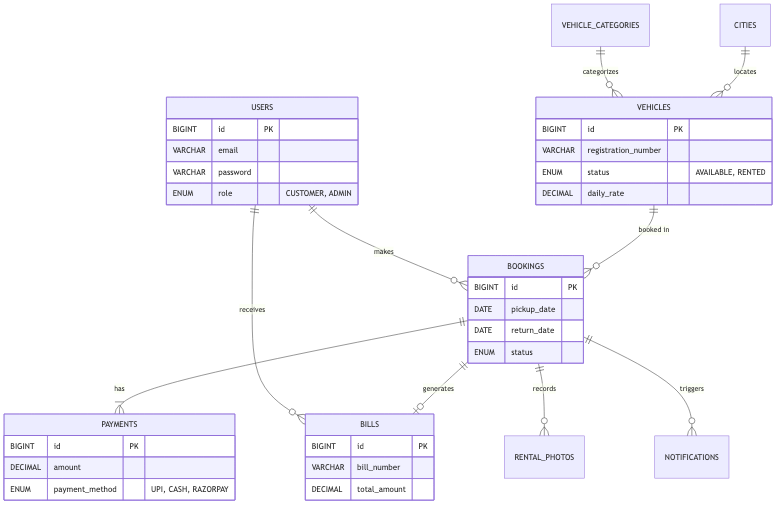 VEHICLE_CATEGORIES CITIES
categorizes locates
USERS
BIGINT id PK
VARCHAR email
VARCHAR password
ENUM role CUSTOMER, ADMIN
VEHICLES
BIGINT id PK
VARCHAR registration_number
ENUM status AVAILABLE, RENTED
DECIMAL daily_rate
makes booked in
BOOKINGS
BIGINT id PK
DATE pickup_date
DATE return_date
ENUM status
receives
has generates records triggers
PAYMENTS
BIGINT id PK
DECIMAL amount
ENUM payment_method UPI, CASH, RAZORPAY
BILLS
BIGINT id PK
VARCHAR bill_number
DECIMAL total_amount
RENTAL_PHOTOS NOTIFICATIONS